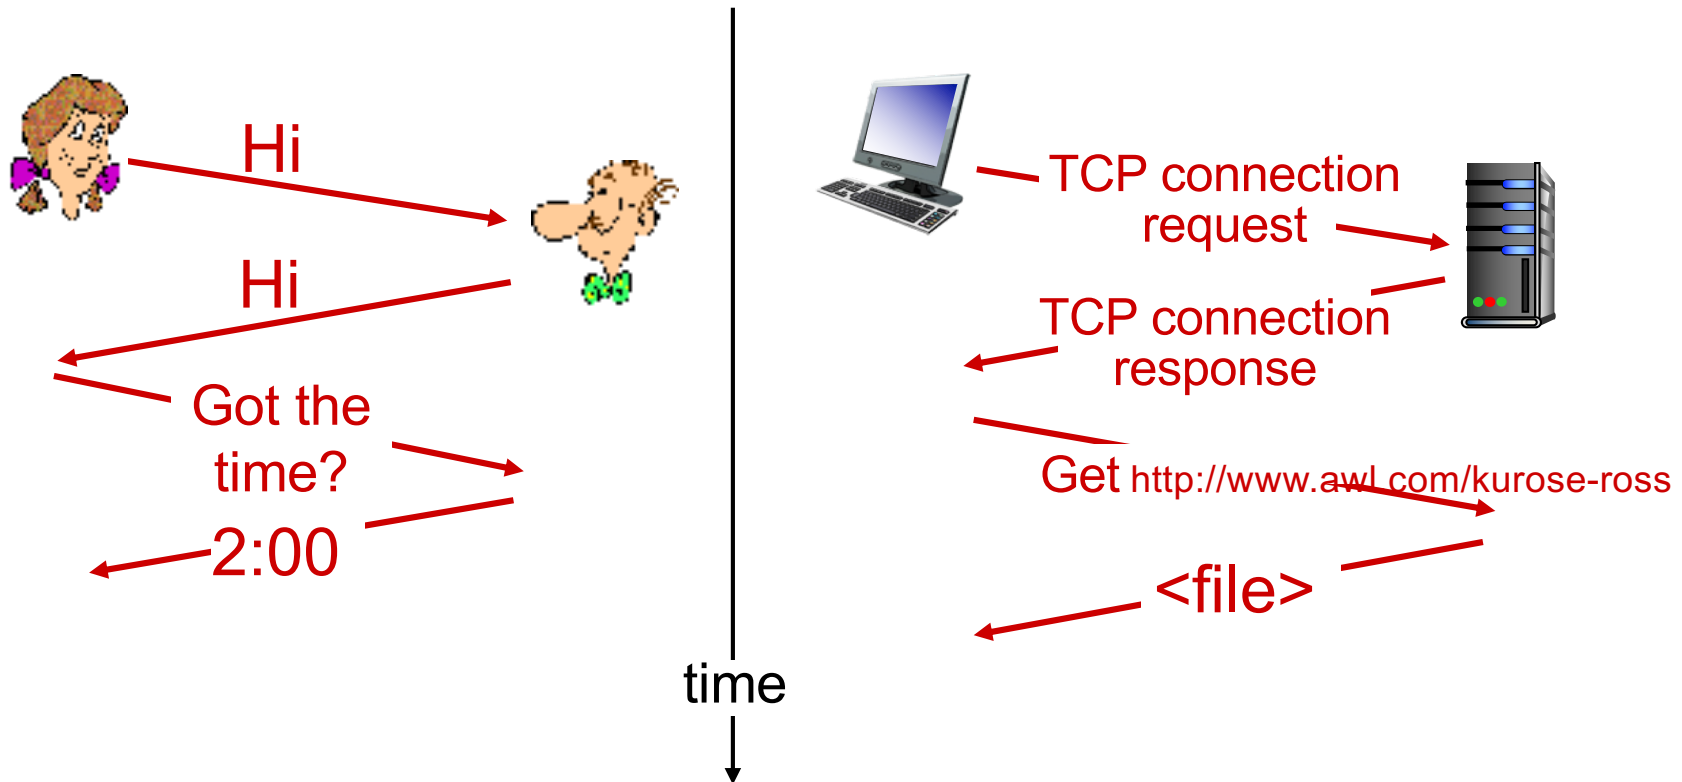 Hi
Hi
Got the
time?
2:00
time
TCP connection
request
TCP connection
response
Get http://www.awl.com/kurose-ross
<file>